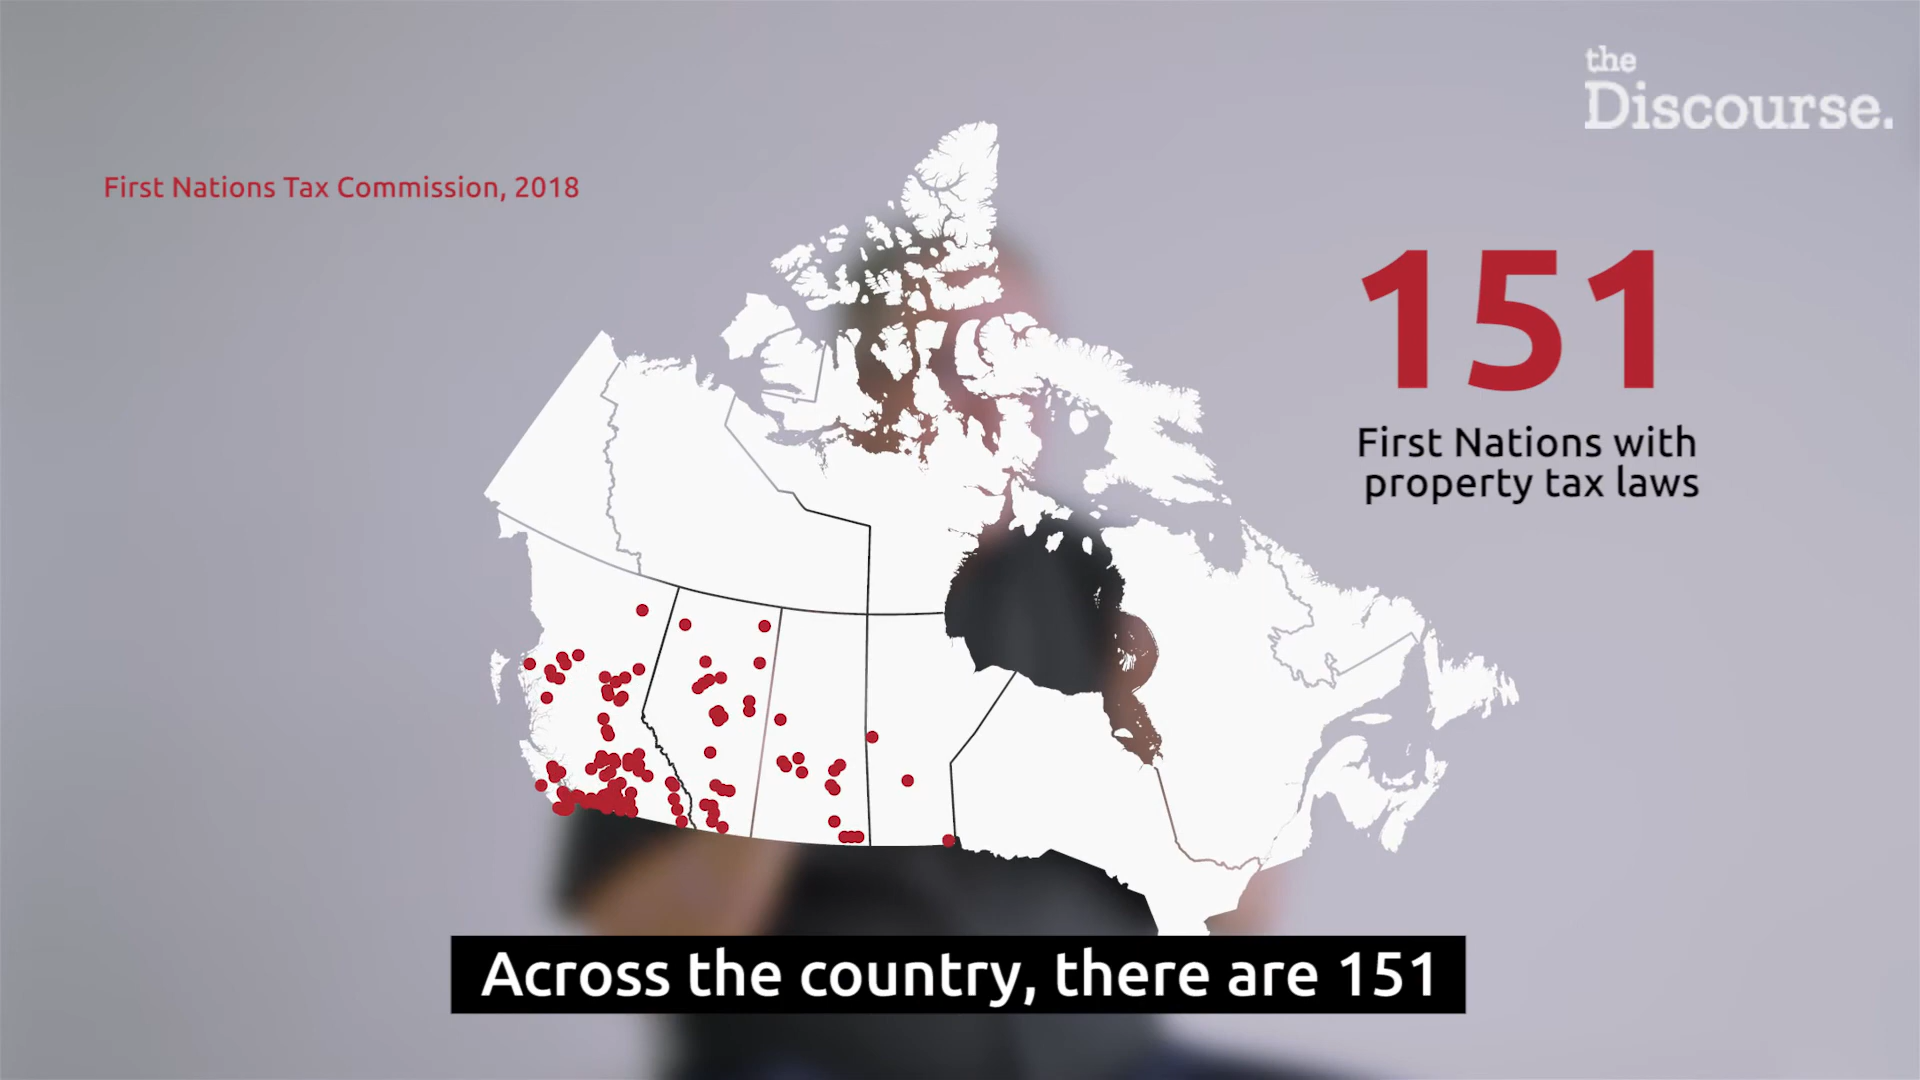 the
Discourse.
First Nations Tax Commission, 2018
151
First Nations with
property tax laws
Across the country, there are 151